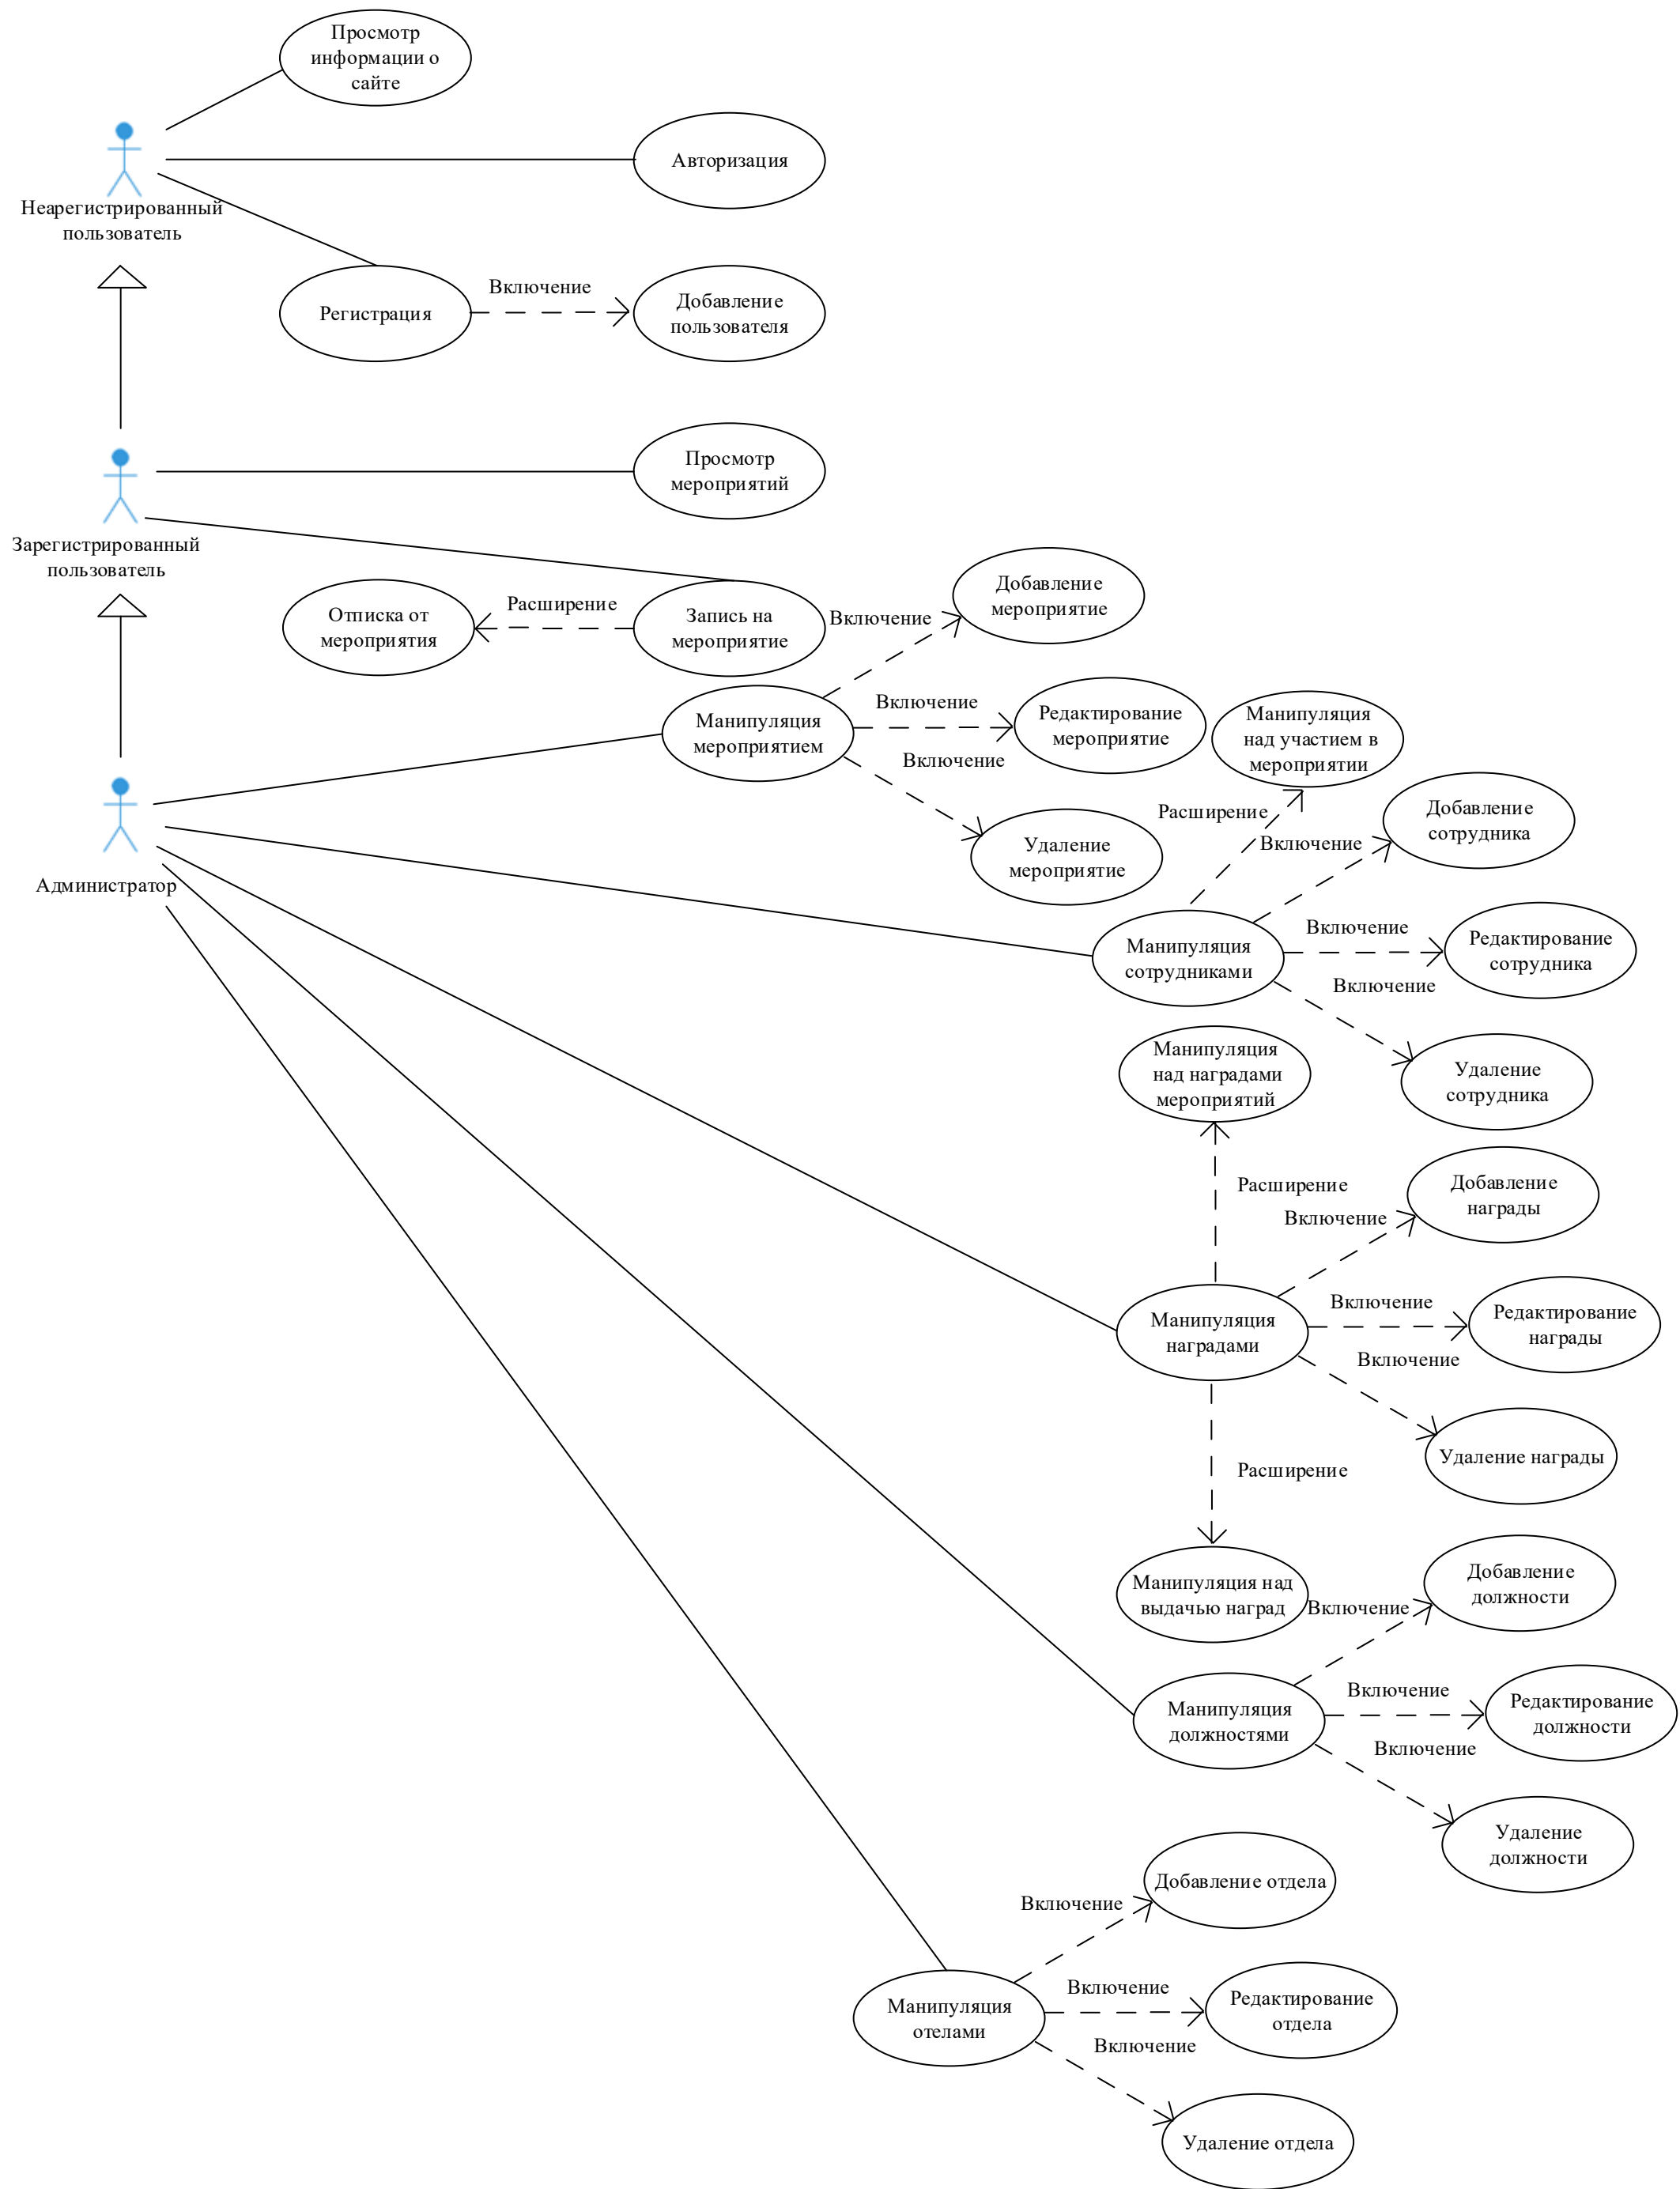 Просмотр
информации о
сайте
Авторизация
Неарегистрированный
пользователь
Регистрация
Включение
Добавление
пользователя
Просмотр
мероприятий
Зарегистрированный
пользователь
Отписка от
мероприятия
Расширение
Запись на
мероприятие
Включение
Добавление
мероприятие
Манипуляция
мероприятием
Включение
Редактирование
мероприятие
Включение
Удаление
мероприятие
Манипуляция
над участием в
мероприятии
Расширение
Администратор
Включение
Добавление
сотрудника
Манипуляция
сотрудниками
Включение
Редактирование
сотрудника
Включение
Удаление
сотрудника
Манипуляция
над наградами
мероприятий
Расширение
Включение
Добавление
награды
Манипуляция
наградами
Включение
Редактирование
награды
Включение
Удаление награды
Расширение
Манипуляция над
выдачью наград
Включение
Добавление
должности
Манипуляция
должностями
Включение
Редактирование
должности
Включение
Удаление
должности
Включение
Добавление отдела
Манипуляция
отелами
Включение
Редактирование
отдела
Включение
Удаление отдела